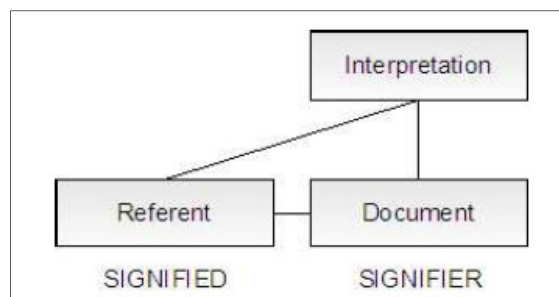 Interpretation
Referent
Document
SIGNIFIED
SIGNIFIER